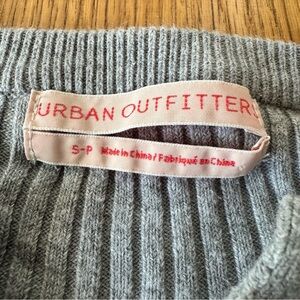 URBAN OUTFITTERS
S-P Made in China / Fabriqué en Chine